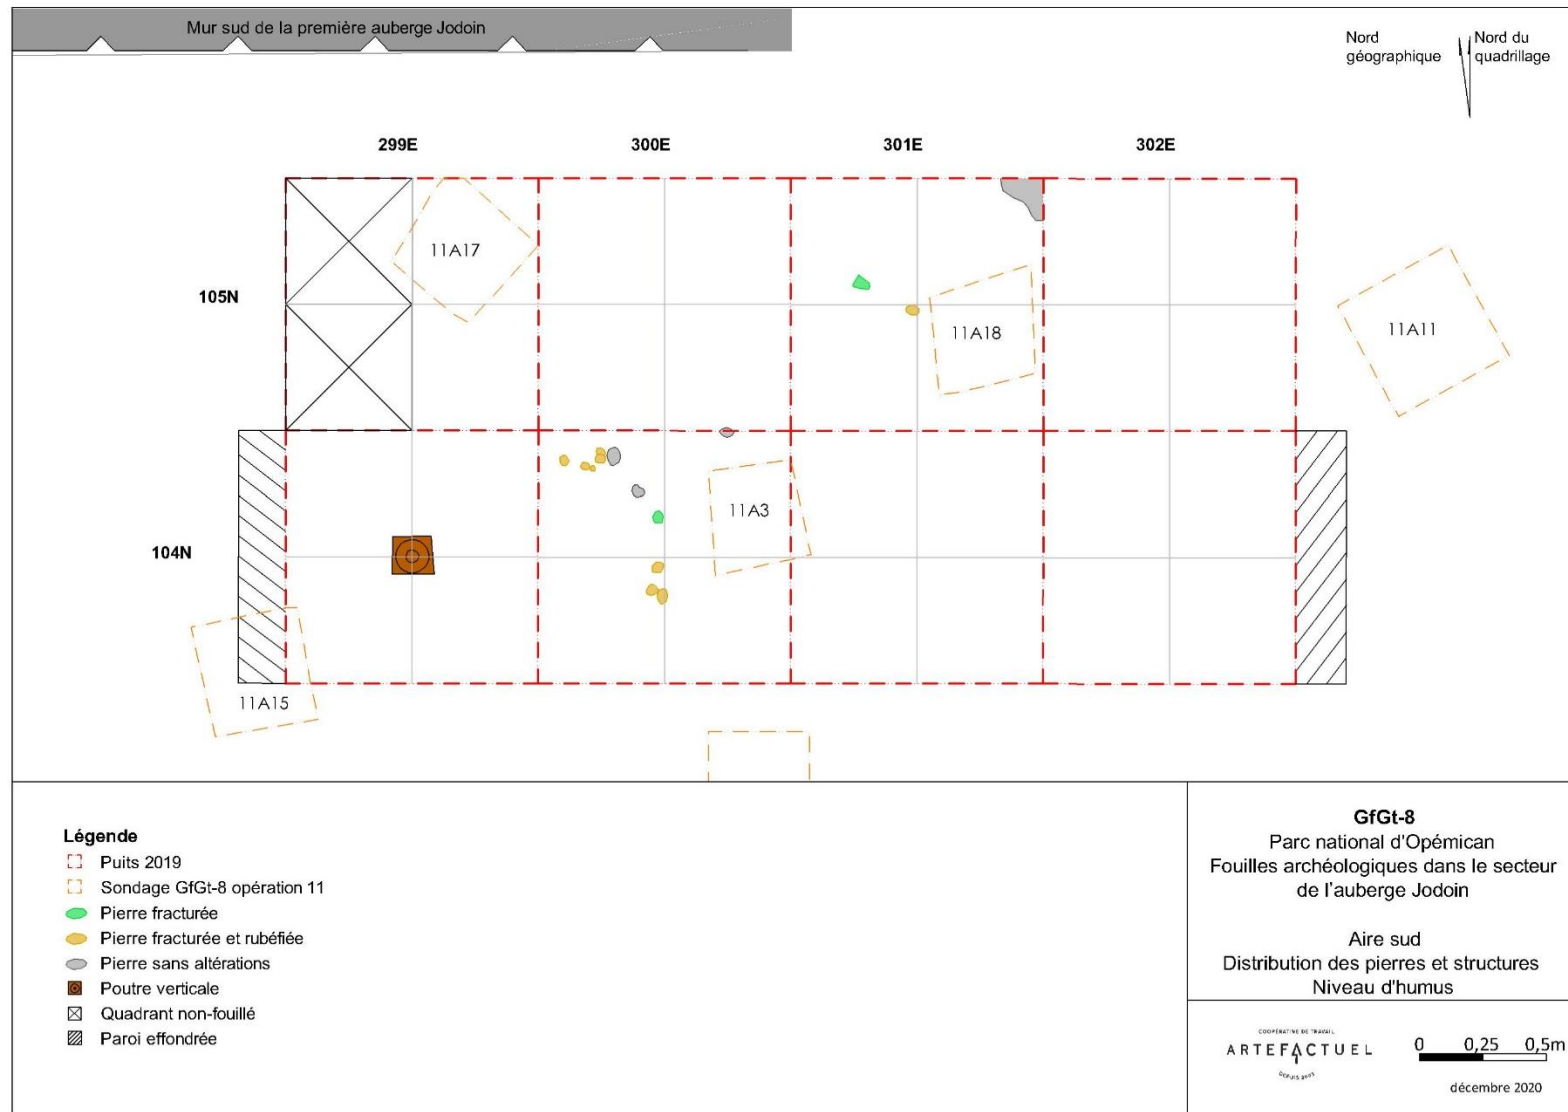 Mur sud de la première auberge Jodoin
Nord
géographique
Nord du
quadrillage
299E
300E
301E
302E
105N
104N
11A17
11A18
11A11
11A3
11A15
Légende
Puits 2019
Sondage GfGt-8 opération 11
Pierre fracturée
Pierre fracturée et rubéfiée
Pierre sans altérations
Poutre verticale
Quadrant non-fouillé
Paroi effondrée
GfGt-8
Parc national d'Opémican
Fouilles archéologiques dans le secteur
de l'auberge Jodoin
Aire sud
Distribution des pierres et structures
Niveau d'humus
COOPÉRATIVE DE TRAVAIL
ARTEFACTUEL
0 0,25 0,5m
décembre 2020